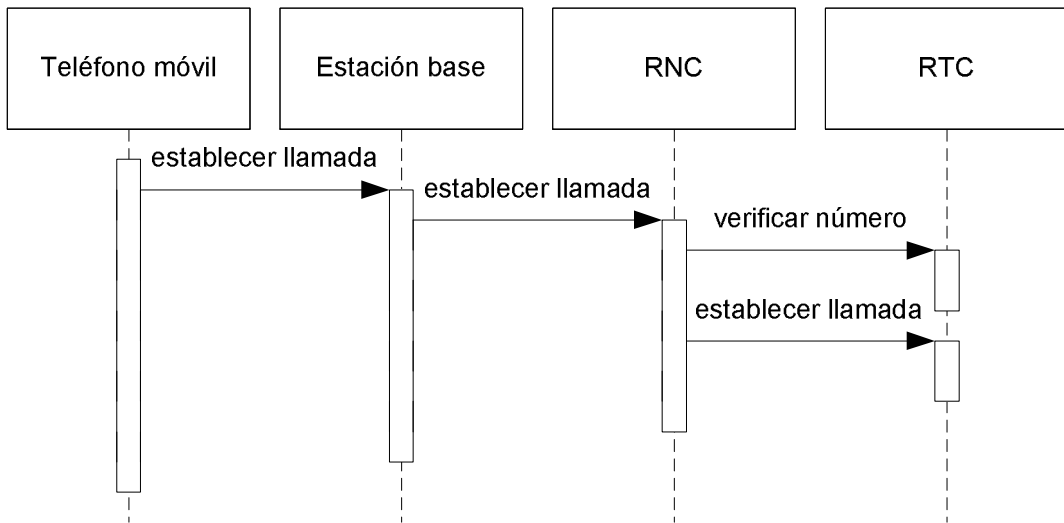 Teléfono móvil
Estación base
RNC
RTC
establecer llamada
establecer llamada
verificar número
establecer llamada